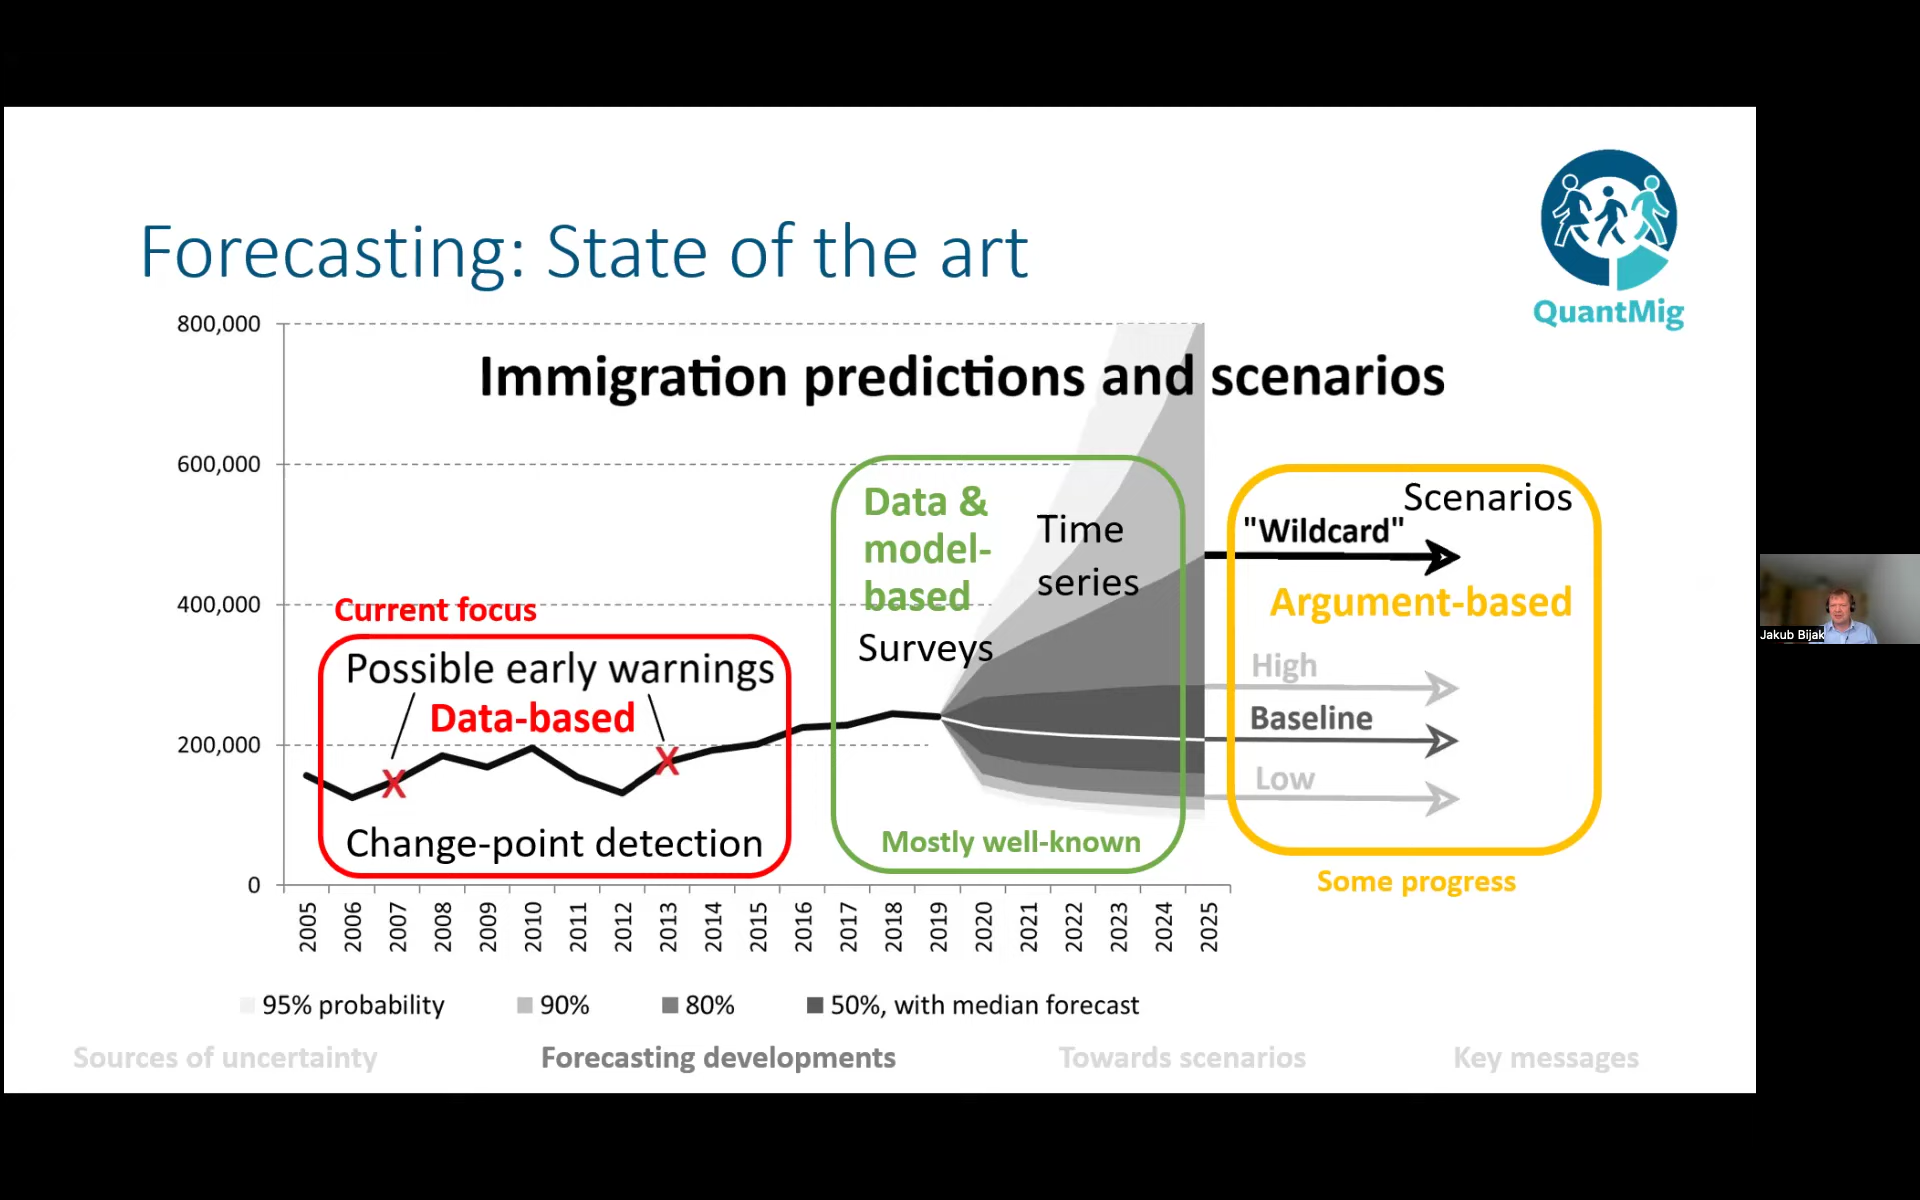 Forecasting: State of the art
QuantMig
Immigration predictions and scenarios
800,000
600,000
400,000
200,000
0
Current focus
Possible early warnings
Data-based
Change-point detection
Data &
model-
based
Time
series
Surveys
Mostly well-known
Scenarios
"Wildcard"
Argument-based
High
Baseline
Low
Some progress
2005
2006
2007
2008
2009
2010
2011
2012
2013
2014
2015
2016
2017
2018
2019
2020
2021
2022
2023
2024
2025
95% probability
90%
80%
50%, with median forecast
Sources of uncertainty
Forecasting developments
Towards scenarios
Key messages
Jakub Bijak